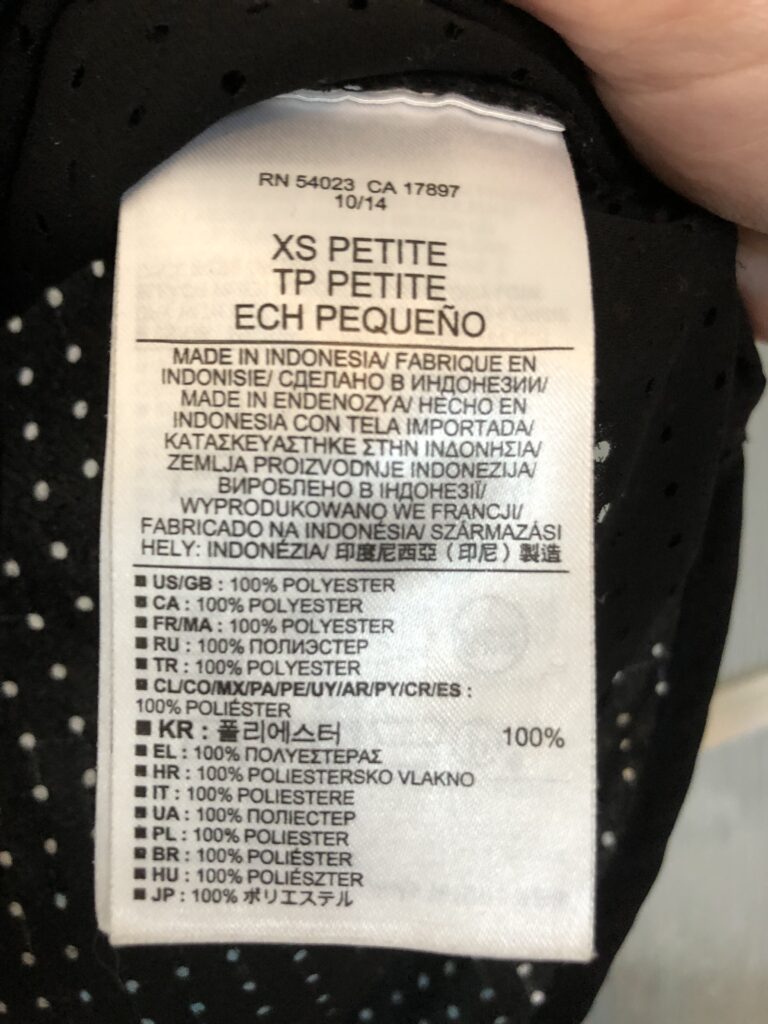 RN 54023 CA 17897
10/14
XS PETITE
TP PETITE
ECH PEQUEÑO
MADE IN INDONESIA/ FABRIQUE EN
INDONISIE/ СДЕЛАНО В ИНДОНЕЗИИ/
MADE IN ENDENOZYA/ HECHO EN
INDONESIA CON TELA IMPORTADA/
ΚΑΤΑΣΚΕΥΑΣΤΗΚΕ ΣΤΗΝ ΙΝΔΟΝΗΣΙΑ/
ZEMLJA PROIZVODNJE INDONEZIJA/
ВИРОБЛЕНО В ІНДОНЕЗІЇ/
WYPRODUKOWANO WE FRANCJI/
FABRICADO NA INDONÉSIA/ SZÁRMAZÁSI
HELY: INDONÉZIA/ 印度尼西亞 (印尼) 製造
■ US/GB : 100% POLYESTER
■ CA : 100% POLYESTER
■ FR/MA : 100% POLYESTER
■ RU : 100% ПОЛИЭСТЕР
■ TR : 100% POLYESTER
■ CL/CO/MX/PA/PE/UY/AR/PY/CR/ES :
100% POLIÉSTER
■ KR : 폴리에스터 100%
■ EL : 100% ΠΟΛΥΕΣΤΕΡΑΣ
■ HR : 100% POLIESTERSKO VLAKNO
■ IT : 100% POLIESTERE
■ UA : 100% ПОЛІЕСТЕР
■ PL : 100% POLIESTER
■ BR : 100% POLIÉSTER
■ HU : 100% POLIÉSZTER
■ JP : 100% ポリエステル